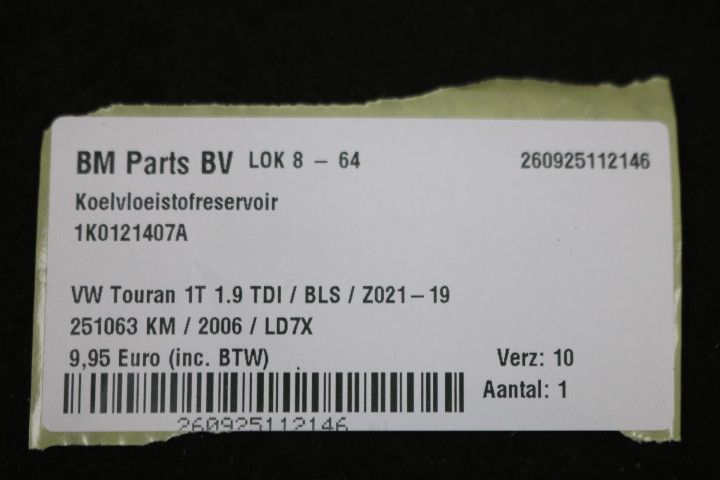 BM Parts BV LOK 8 – 64 260925112146
Koelvloeistofreservoir
1K0121407A
VW Touran 1T 1.9 TDI / BLS / Z021–19
251063 KM / 2006 / LD7X
9,95 Euro (inc. BTW) Verz: 10
Aantal: 1
260925112146